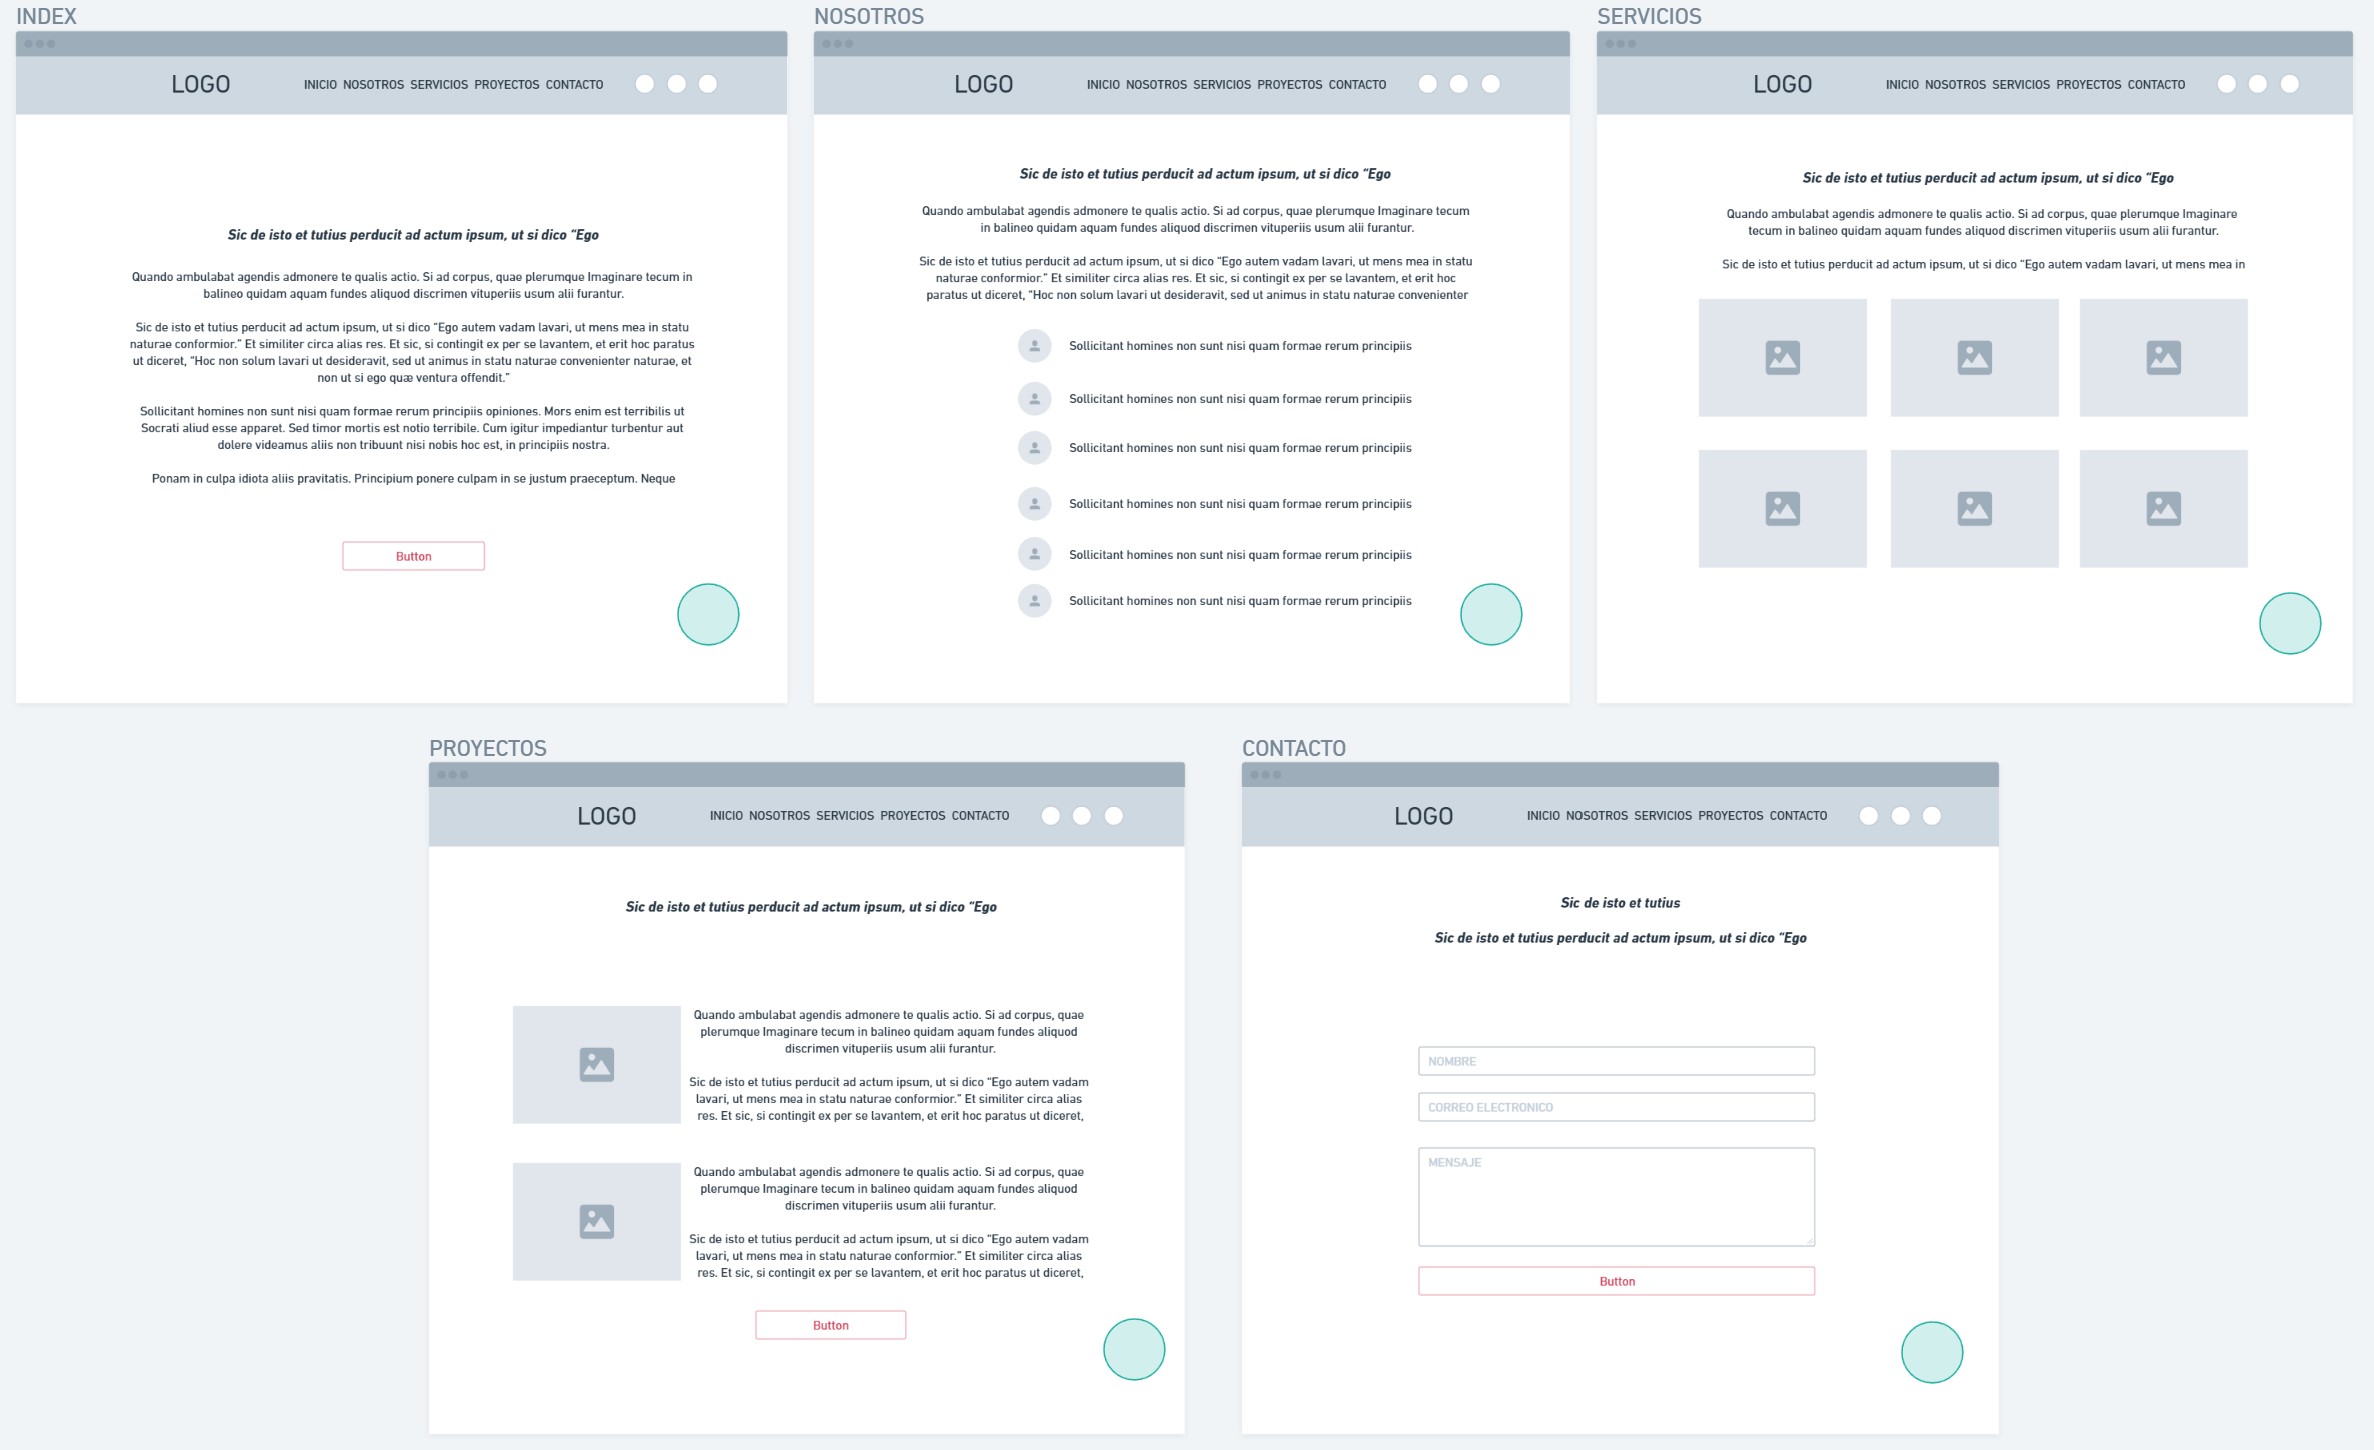 INDEX
LOGO
INICIO NOSOTROS SERVICIOS PROYECTOS CONTACTO
Sic de isto et tutius perducit ad actum ipsum, ut si dico “Ego
Quando ambulabat agendis admonere te qualis actio. Si ad corpus, quae plerumque Imaginare tecum in
balineo quidam aquam fundes aliquod discrimen vituperiis usum alii furantur.
Sic de isto et tutius perducit ad actum ipsum, ut si dico “Ego autem vadam lavari, ut mens mea in statu
naturae conformior.” Et similiter circa alias res. Et sic, si contingit ex per se lavantem, et erit hoc paratus
ut diceret, “Hoc non solum lavari ut desideravit, sed ut animus in statu naturae convenienter naturae, et
non ut si ego quæ ventura offendit.”
Sollicitant homines non sunt nisi quam formae rerum principiis opiniones. Mors enim est terribilis ut
Socrati aliud esse apparet. Sed timor mortis est notio terribile. Cum igitur impediantur turbentur aut
dolere videamus aliis non tribuunt nisi nobis hoc est, in principiis nostra.
Ponam in culpa idiota aliis pravitatis. Principium ponere culpam in se justum praeceptum. Neque
Button
NOSOTROS
LOGO
INICIO NOSOTROS SERVICIOS PROYECTOS CONTACTO
Sic de isto et tutius perducit ad actum ipsum, ut si dico “Ego
Quando ambulabat agendis admonere te qualis actio. Si ad corpus, quae plerumque Imaginare tecum
in balineo quidam aquam fundes aliquod discrimen vituperiis usum alii furantur.
Sic de isto et tutius perducit ad actum ipsum, ut si dico “Ego autem vadam lavari, ut mens mea in statu
naturae conformior.” Et similiter circa alias res. Et sic, si contingit ex per se lavantem, et erit hoc
paratus ut diceret, “Hoc non solum lavari ut desideravit, sed ut animus in statu naturae convenienter
Sollicitant homines non sunt nisi quam formae rerum principiis
Sollicitant homines non sunt nisi quam formae rerum principiis
Sollicitant homines non sunt nisi quam formae rerum principiis
Sollicitant homines non sunt nisi quam formae rerum principiis
Sollicitant homines non sunt nisi quam formae rerum principiis
Sollicitant homines non sunt nisi quam formae rerum principiis
SERVICIOS
LOGO
INICIO NOSOTROS SERVICIOS PROYECTOS CONTACTO
Sic de isto et tutius perducit ad actum ipsum, ut si dico “Ego
Quando ambulabat agendis admonere te qualis actio. Si ad corpus, quae plerumque Imaginare
tecum in balineo quidam aquam fundes aliquod discrimen vituperiis usum alii furantur.
Sic de isto et tutius perducit ad actum ipsum, ut si dico “Ego autem vadam lavari, ut mens mea in
PROYECTOS
LOGO
INICIO NOSOTROS SERVICIOS PROYECTOS CONTACTO
Sic de isto et tutius perducit ad actum ipsum, ut si dico “Ego
Quando ambulabat agendis admonere te qualis actio. Si ad corpus, quae
plerumque Imaginare tecum in balineo quidam aquam fundes aliquod
discrimen vituperiis usum alii furantur.
Sic de isto et tutius perducit ad actum ipsum, ut si dico “Ego autem vadam
lavari, ut mens mea in statu naturae conformior.” Et similiter circa alias
res. Et sic, si contingit ex per se lavantem, et erit hoc paratus ut diceret,
Quando ambulabat agendis admonere te qualis actio. Si ad corpus, quae
plerumque Imaginare tecum in balineo quidam aquam fundes aliquod
discrimen vituperiis usum alii furantur.
Sic de isto et tutius perducit ad actum ipsum, ut si dico “Ego autem vadam
lavari, ut mens mea in statu naturae conformior.” Et similiter circa alias
res. Et sic, si contingit ex per se lavantem, et erit hoc paratus ut diceret,
Button
CONTACTO
LOGO
INICIO NOSOTROS SERVICIOS PROYECTOS CONTACTO
Sic de isto et tutius
Sic de isto et tutius perducit ad actum ipsum, ut si dico “Ego
NOMBRE
CORREO ELECTRONICO
MENSAJE
Button